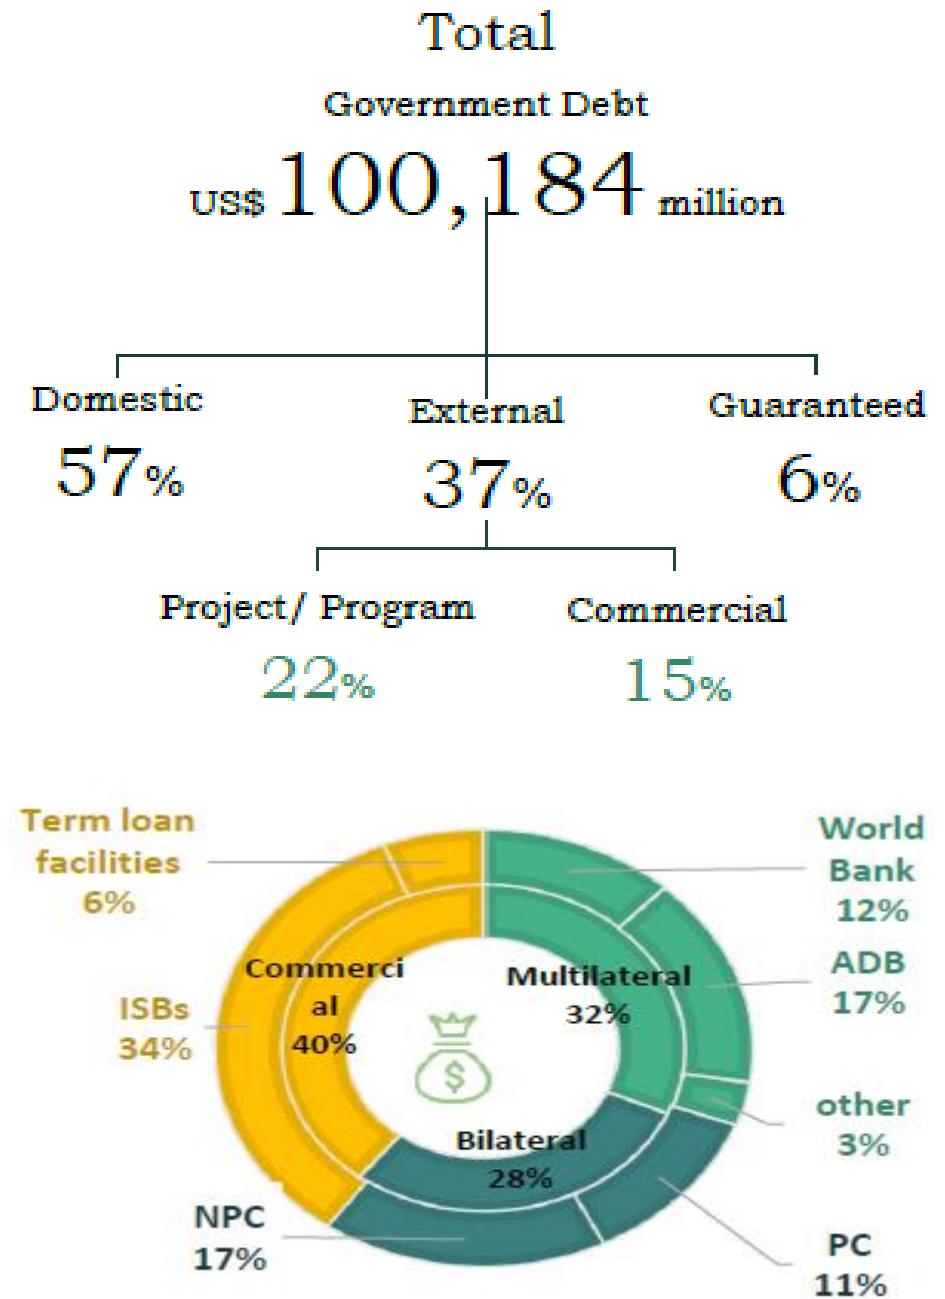 Total
Government Debt
US$ 100,184 million
Domestic
External
Guaranteed
57%
37%
6%
Project/ Program
Commercial
22%
15%
Term loan
facilities
6%
World
Bank
12%
Commerci
al
40%
Multilateral
32%
ADB
17%
ISBs
34%
$
other
3%
Bilateral
28%
NPC
17%
PC
11%